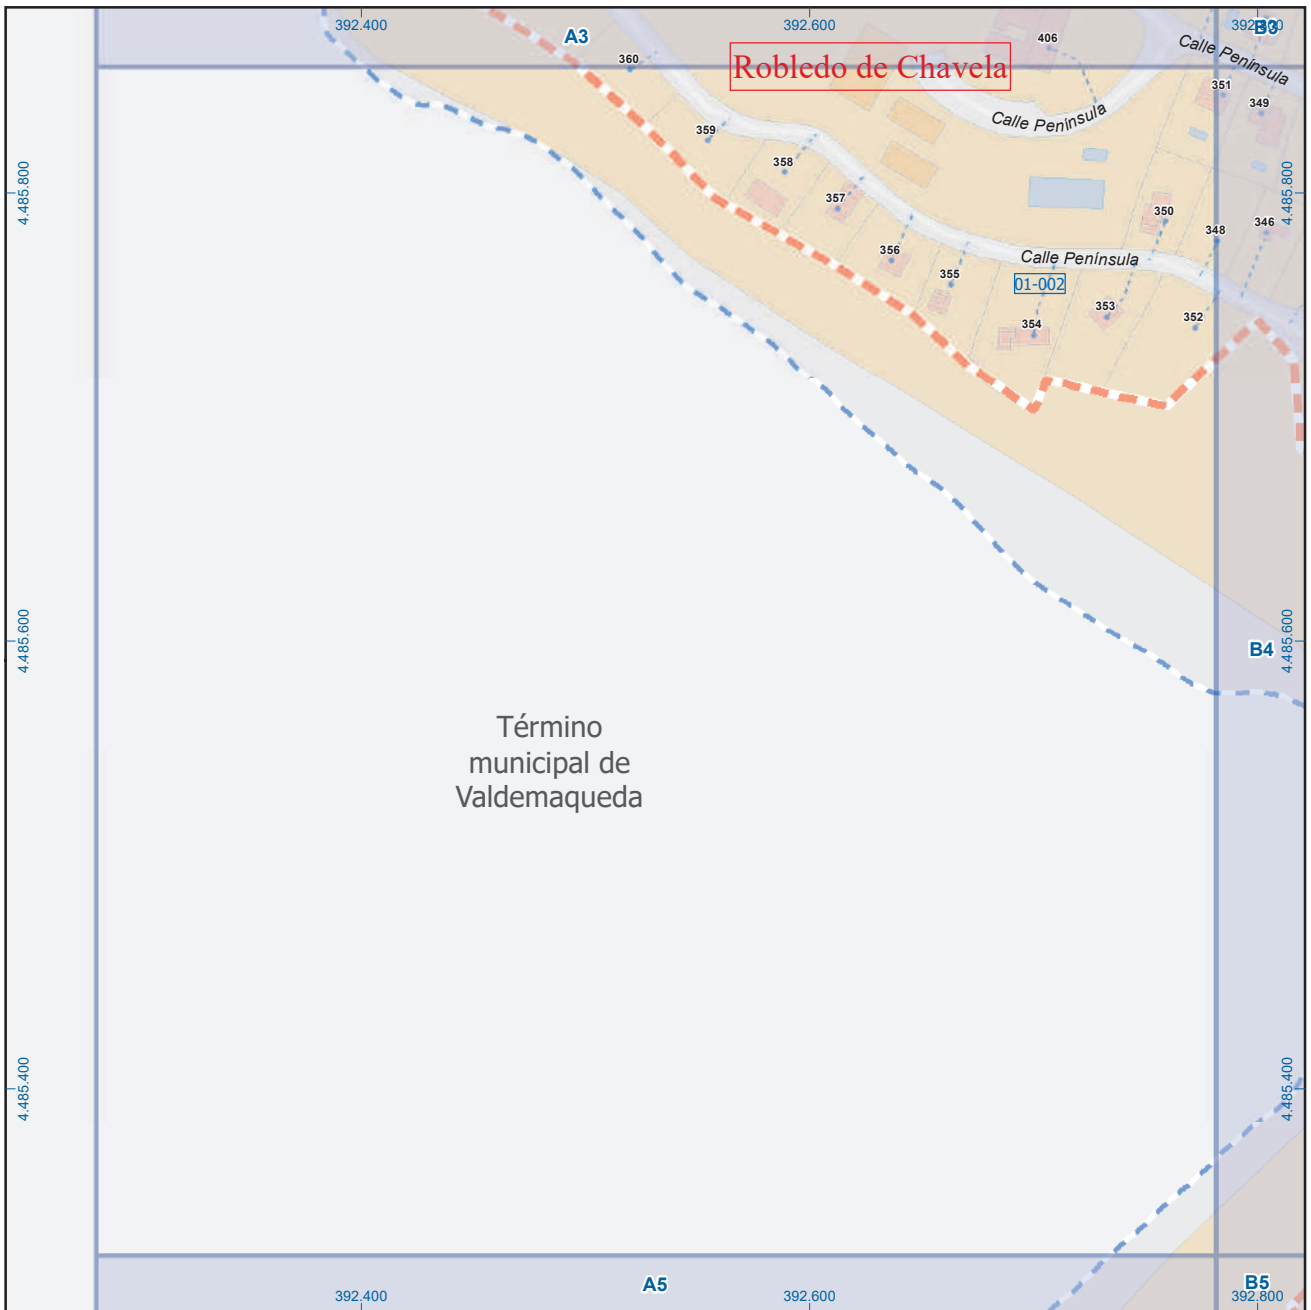 392.400
A3
392.600
392.800
B3
406
Calle Península
360
Robledo de Chavela
351
349
Calle Península
359
358
4.485.800
4.485.800
357
350
346
348
356
Calle Península
355
01-002
353
352
354
4.485.600
4.485.600
B4
Término
municipal de
Valdemaqueda
4.485.400
4.485.400
A5
B5
392.400
392.600
392.800